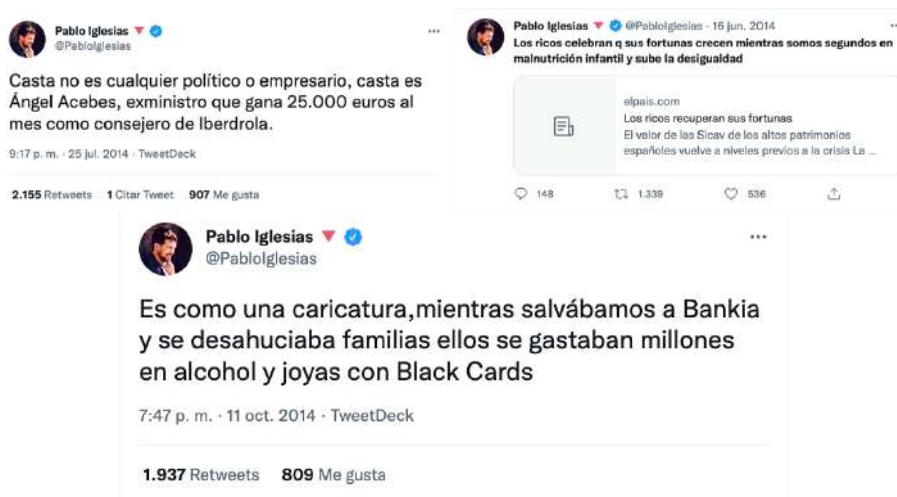 Pablo Iglesias
@PabloIglesias
Casta no es cualquier político o empresario, casta es
Ángel Acebes, exministro que gana 25.000 euros al
mes como consejero de Iberdrola.
9:17 p. m. · 25 jul. 2014 · TweetDeck
2.155 Retweets 1 Citar Tweet 907 Me gusta
Pablo Iglesias @PabloIglesias · 16 jun. 2014
Los ricos celebran q sus fortunas crecen mientras somos segundos en
malnutrición infantil y sube la desigualdad
elpais.com
Los ricos recuperan sus fortunas
El valor de las Sicav de los altos patrimonios
españoles vuelve a niveles previos a la crisis La ...
148 1.339 536
Pablo Iglesias
@PabloIglesias
Es como una caricatura,mientras salvábamos a Bankia
y se desahuciaba familias ellos se gastaban millones
en alcohol y joyas con Black Cards
7:47 p. m. · 11 oct. 2014 · TweetDeck
1.937 Retweets 809 Me gusta